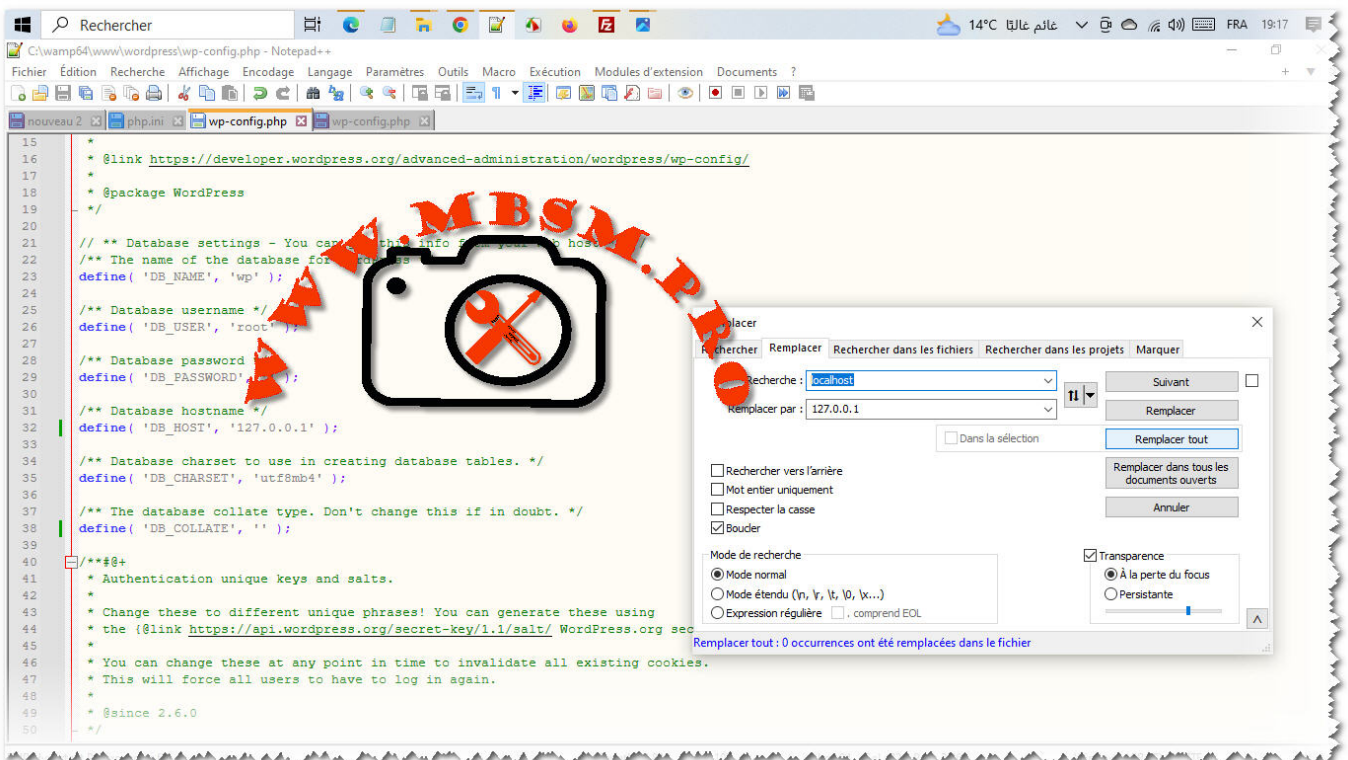 Rechercher
14°C غائم غالبًا
FRA 19:17
C:\wamp64\www\wordpress\wp-config.php - Notepad++
Fichier Édition Recherche Affichage Encodage Langage Paramètres Outils Macro Exécution Modules d'extension Documents ?
nouveau 2 php.ini wp-config.php wp-config.php
15 *
16 * @link https://developer.wordpress.org/advanced-administration/wordpress/wp-config/
17 *
18 * @package WordPress
19 */
20
21 // ** Database settings - You can this info from your host
22 /** The name of the database for
23 define( 'DB_NAME', 'wp' );
24
25 /** Database username */
26 define( 'DB_USER', 'root' );
27
28 /** Database password
29 define( 'DB_PASSWORD', );
30
31 /** Database hostname */
32 define( 'DB_HOST', '127.0.0.1' );
33
34 /** Database charset to use in creating database tables. */
35 define( 'DB_CHARSET', 'utf8mb4' );
36
37 /** The database collate type. Don't change this if in doubt. */
38 define( 'DB_COLLATE', '' );
39
40 /**#@+
41 * Authentication unique keys and salts.
42 *
43 * Change these to different unique phrases! You can generate these using
44 * the {@link https://api.wordpress.org/secret-key/1.1/salt/ WordPress.org sec
45 *
46 * You can change these at any point in time to invalidate all existing cookies.
47 * This will force all users to have to log in again.
48 *
49 * @since 2.6.0
50 */
WWW.MBSM.PRO
Rechercher Remplacer Rechercher dans les fichiers Rechercher dans les projets Marquer
Recherche : localhost
Suivant
Remplacer par : 127.0.0.1
Remplacer
Dans la sélection
Remplacer tout
Remplacer dans tous les
documents ouverts
Annuler
Rechercher vers l'arrière
Mot entier uniquement
Respecter la casse
Boucler
Mode de recherche
Mode normal
Mode étendu (\n, \r, \t, \0, \x...)
Expression régulière . comprend EOL
Transparence
À la perte du focus
Persistante
Remplacer tout : 0 occurrences ont été remplacées dans le fichier